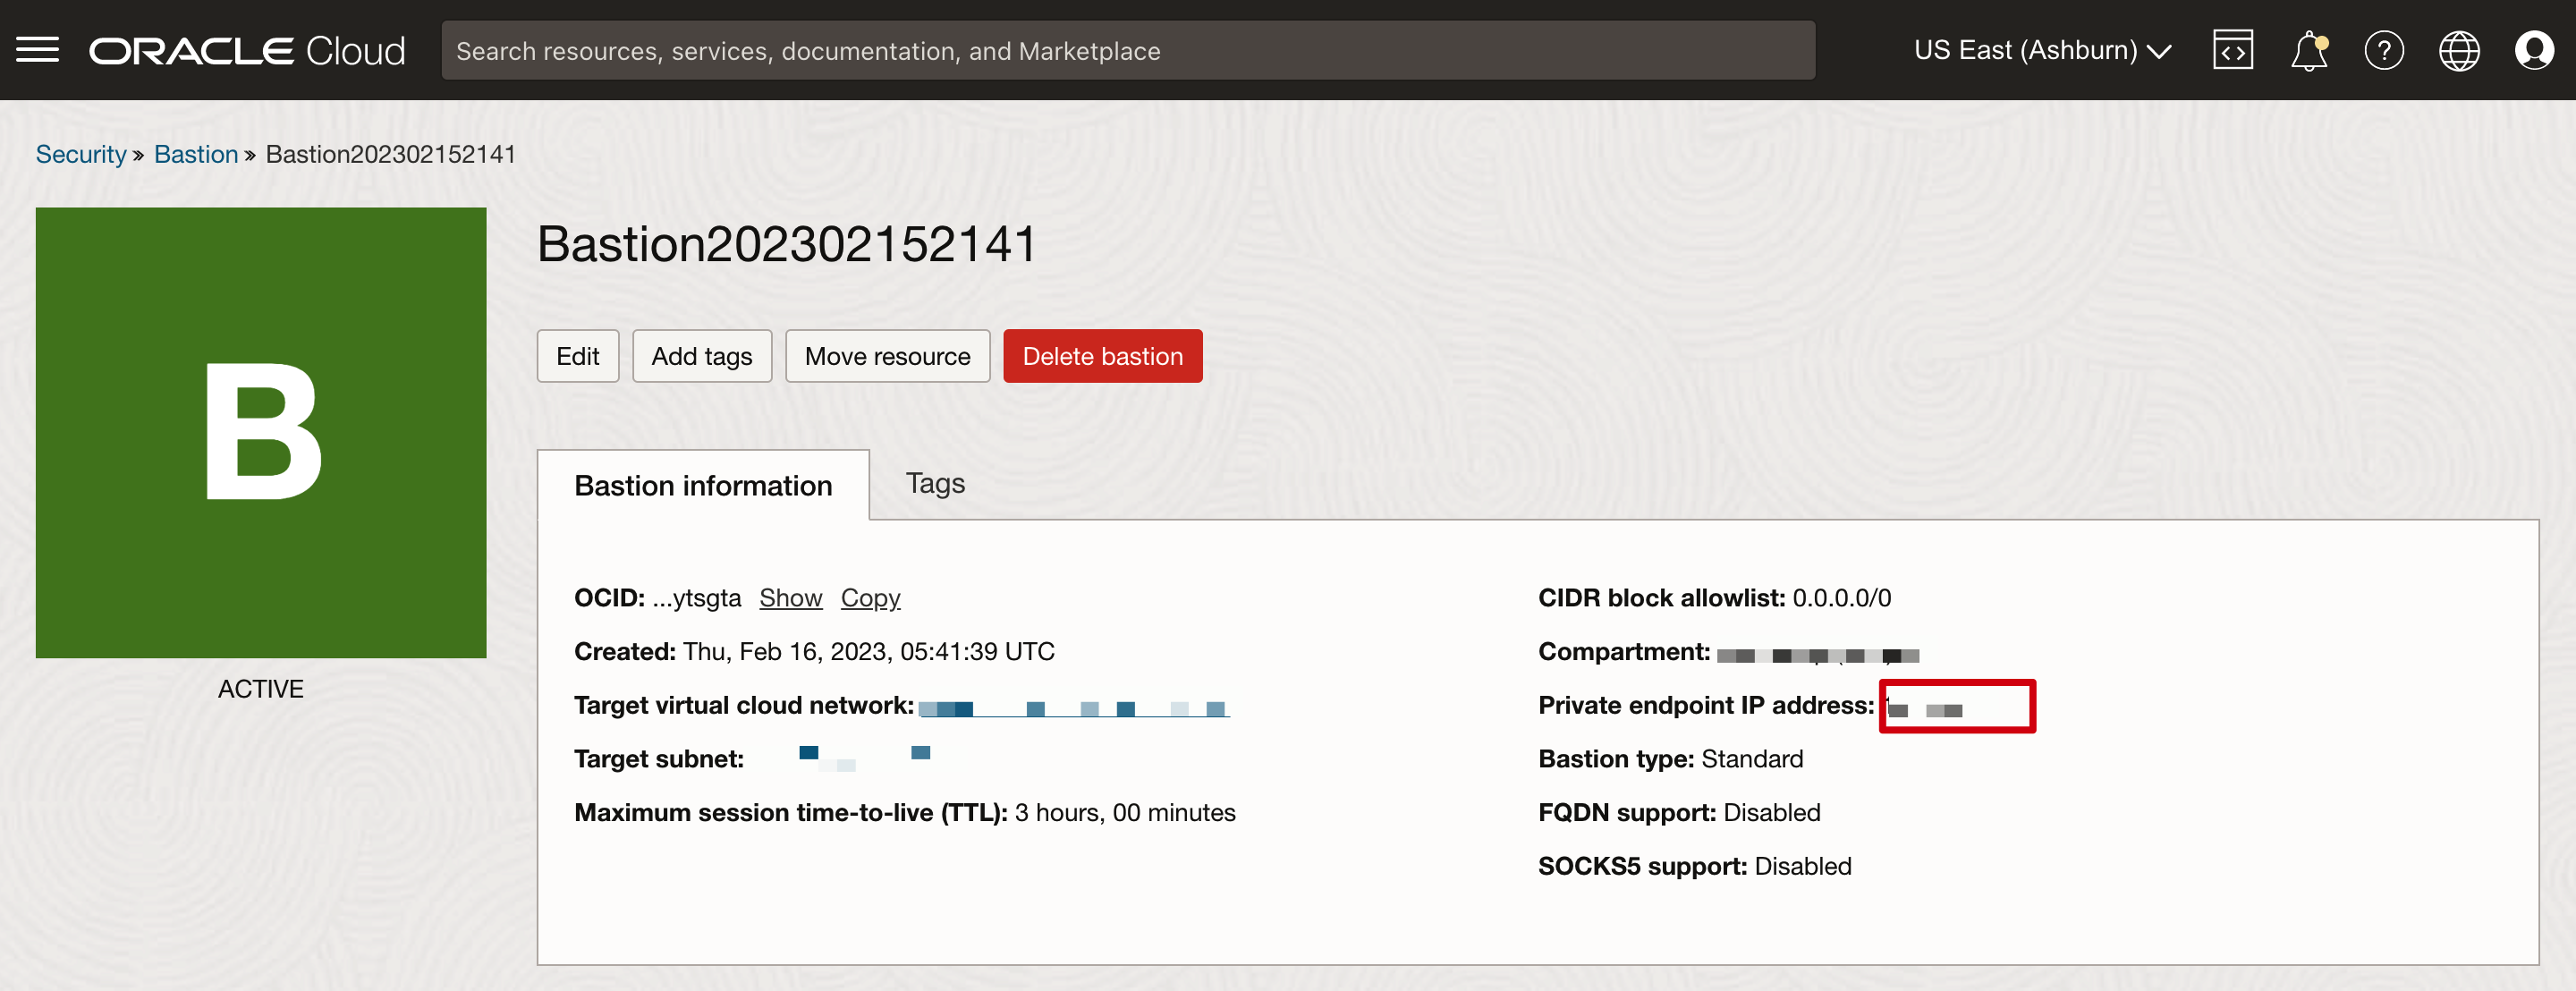 ORACLE Cloud
Search resources, services, documentation, and Marketplace
US East (Ashburn)
Security » Bastion » Bastion202302152141
B
ACTIVE
Bastion202302152141
Edit
Add tags
Move resource
Delete bastion
Bastion information
Tags
OCID: ...ytsgta Show Copy
Created: Thu, Feb 16, 2023, 05:41:39 UTC
Target virtual cloud network:
Target subnet:
Maximum session time-to-live (TTL): 3 hours, 00 minutes
CIDR block allowlist: 0.0.0.0/0
Compartment:
Private endpoint IP address:
Bastion type: Standard
FQDN support: Disabled
SOCKS5 support: Disabled